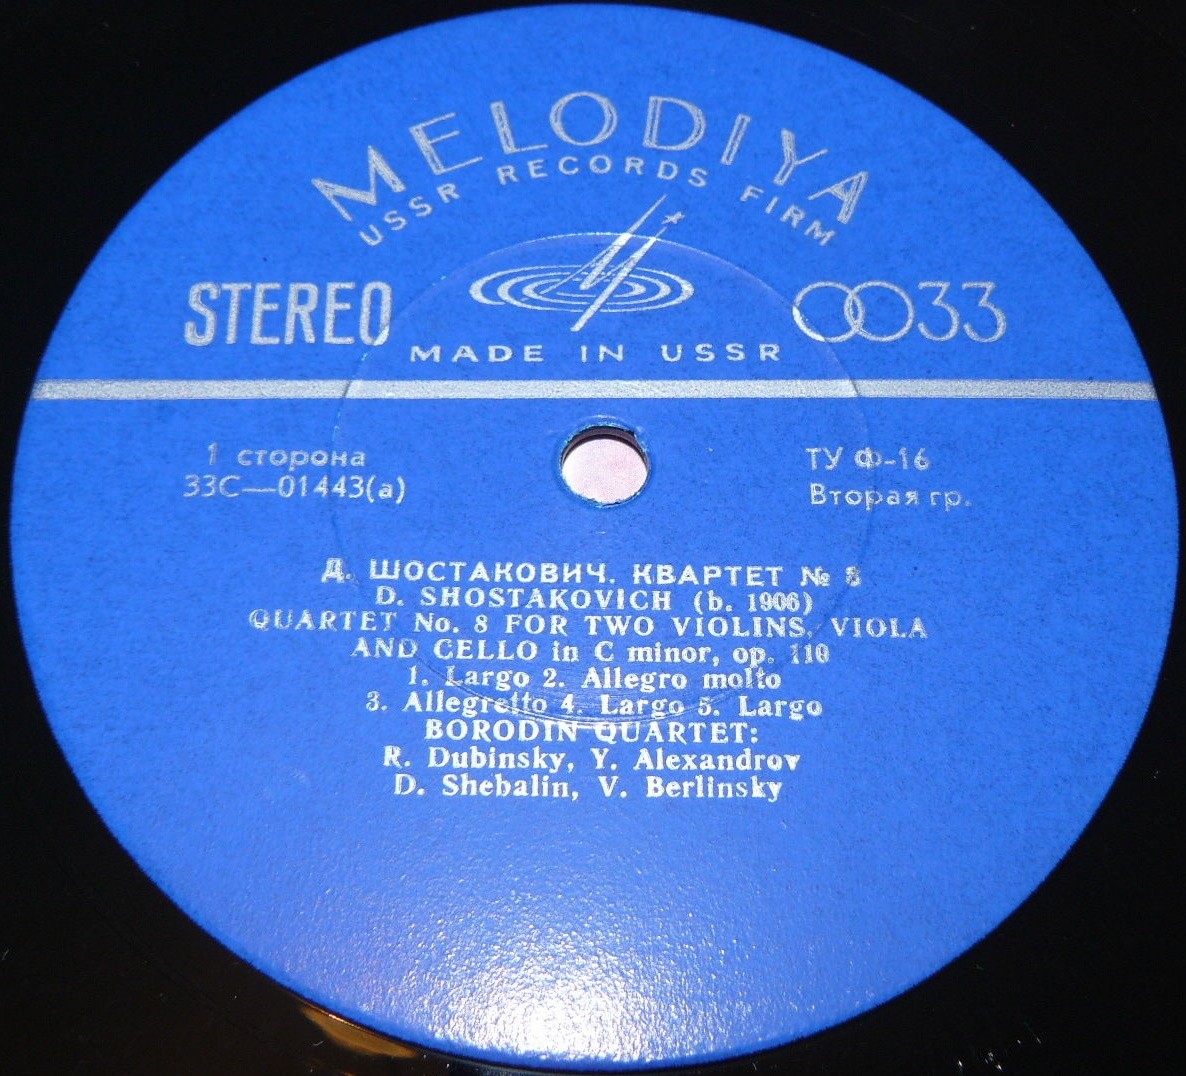 MELODIYA
USSR RECORDS FIRM
STEREO
33
MADE IN USSR
1 сторона
33С—01443(а)
ТУ Ф-16
Вторая гр.
Д. ШОСТАКОВИЧ. КВАРТЕТ № 8
D. SHOSTAKOVICH (b. 1906)
QUARTET No. 8 FOR TWO VIOLINS, VIOLA
AND CELLO in C minor, op. 110
1. Largo 2. Allegro molto
3. Allegretto 4. Largo 5. Largo
BORODIN QUARTET:
R. Dubinsky, Y. Alexandrov
D. Shebalin, V. Berlinsky